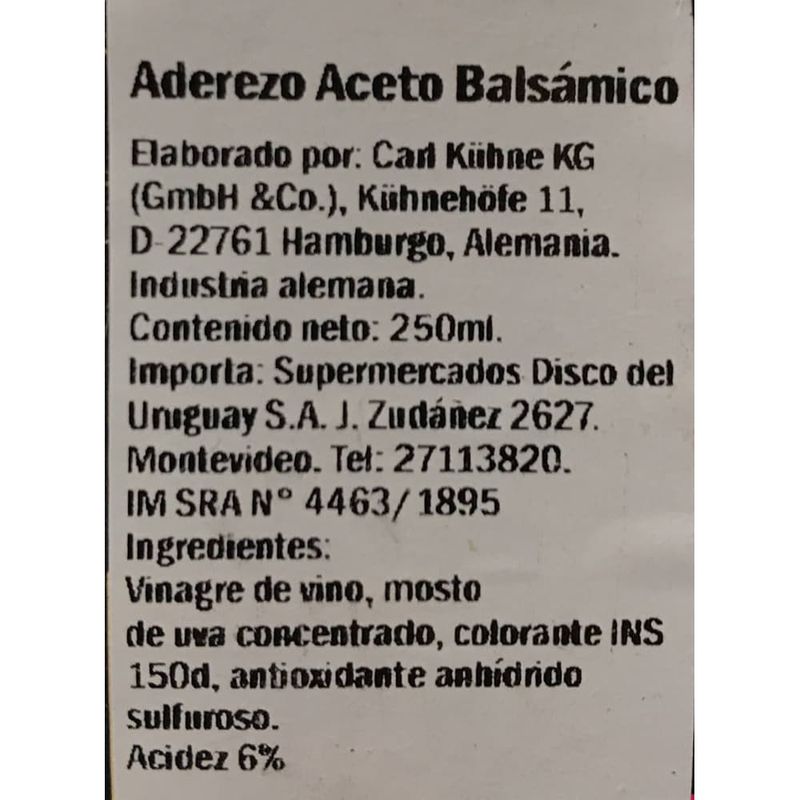 Aderezo Aceto Balsámico
Elaborado por: Carl Kühne KG
(GmbH &Co.), Kühnehöfe 11,
D-22761 Hamburgo, Alemania.
Industria alemana.
Contenido neto: 250ml.
Importa: Supermercados Disco del
Uruguay S.A. J. Zudáñez 2627.
Montevideo. Tel: 27113820.
IM SRA N° 4463/1895
Ingredientes:
Vinagre de vino, mosto
de uva concentrado, colorante INS
150d, antioxidante anhídrido
sulfuroso.
Acidez 6%